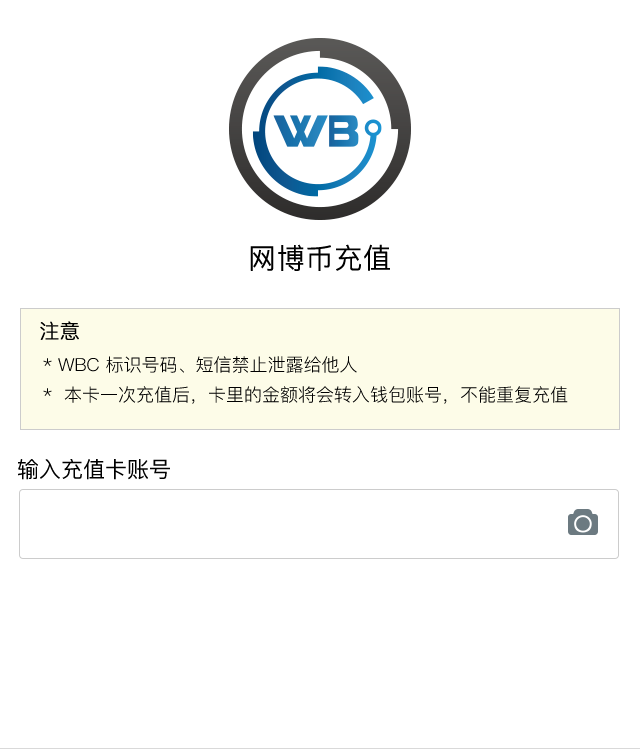 WB
网博币充值
注意
* WBC 标识号码、短信禁止泄露给他人
* 本卡一次充值后，卡里的金额将会转入钱包账号，不能重复充值
输入充值卡账号